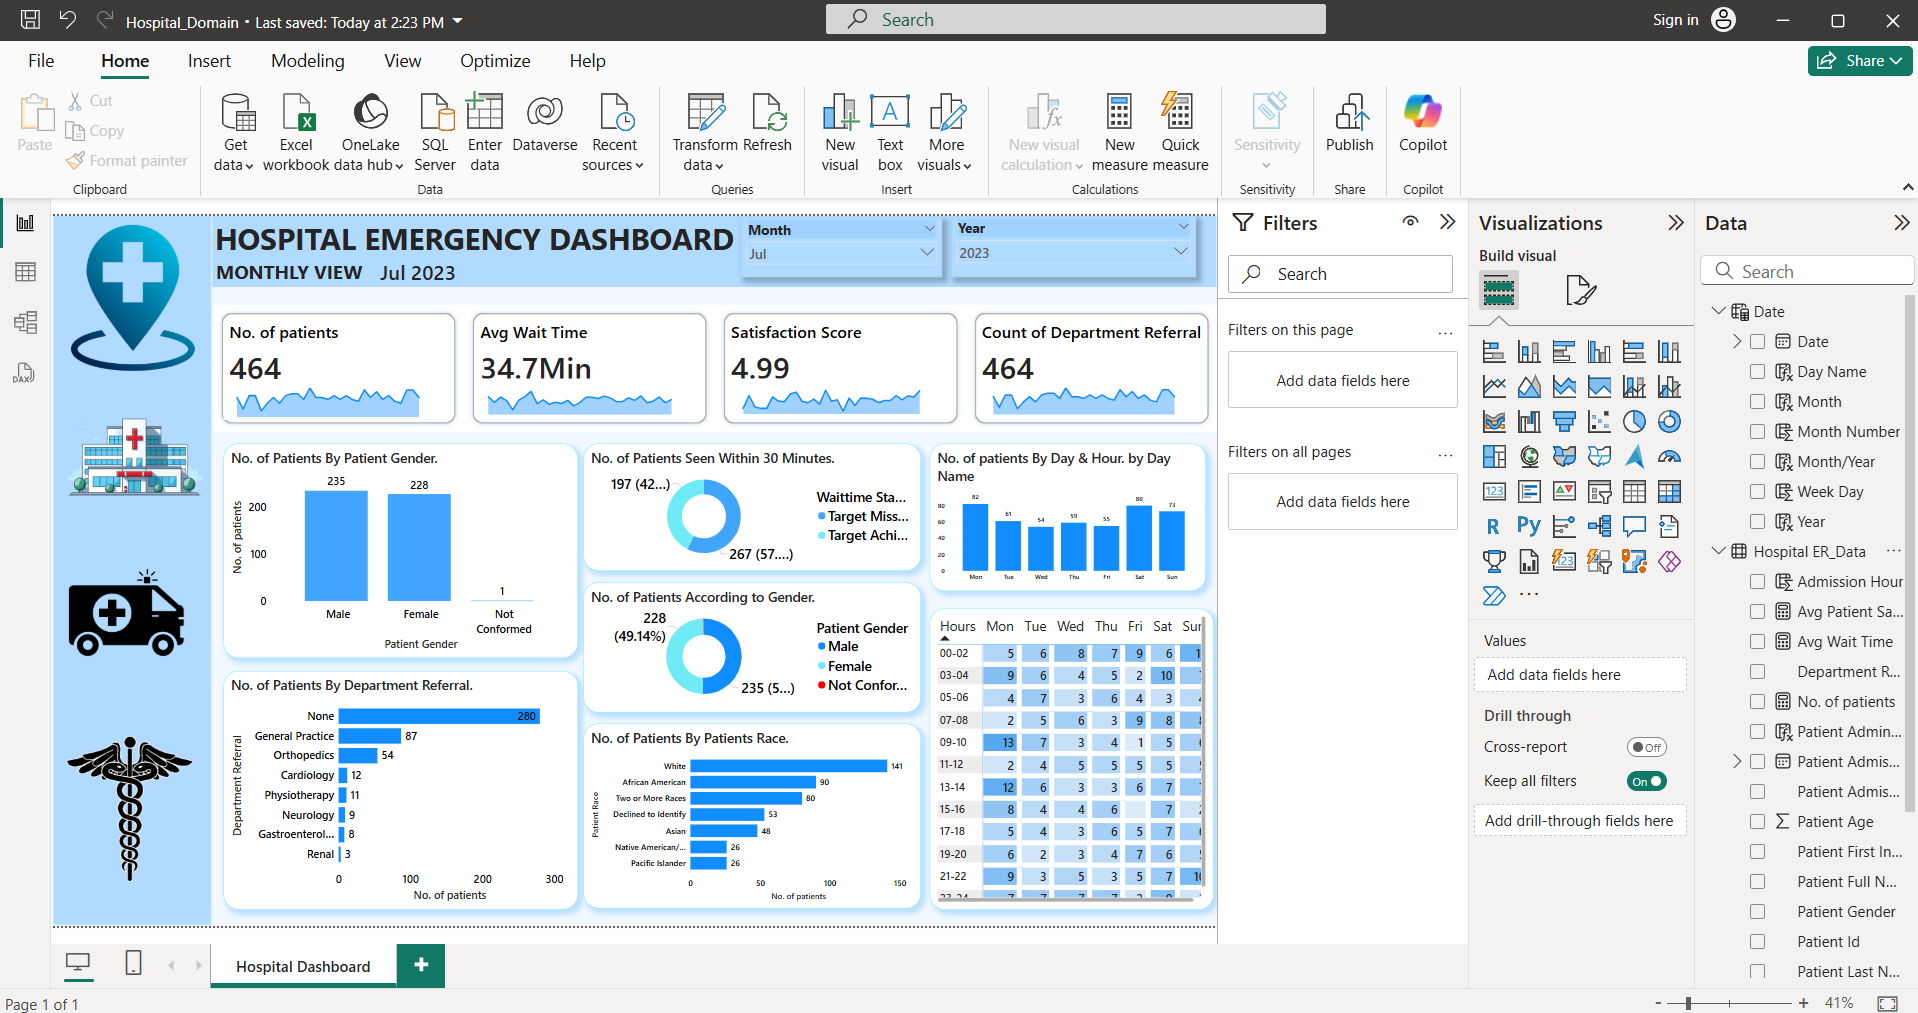 Hospital_Domain • Last saved: Today at 2:23 PM
Search
Sign in
File
Home
Insert
Modeling
View
Optimize
Help
Share
Paste
Cut
Copy
Format painter
Clipboard
Get
data
Excel
workbook
OneLake
data hub
SQL
Server
Enter
data
Dataverse
Recent
sources
Data
Transform
data
Refresh
Queries
New
visual
Text
box
More
visuals
Insert
New visual
calculation
New
measure
Quick
measure
Calculations
Sensitivity
Sensitivity
Publish
Share
Copilot
Copilot
HOSPITAL EMERGENCY DASHBOARD
MONTHLY VIEW Jul 2023
Month
Jul
Year
2023
No. of patients
464
Avg Wait Time
34.7Min
Satisfaction Score
4.99
Count of Department Referral
464
No. of Patients By Patient Gender.
No. of patients
200
100
0
235
228
1
Male
Female
Not
Conformed
Patient Gender
No. of Patients By Department Referral.
Department Referral
None 280
General Practice 87
Orthopedics 54
Cardiology 12
Physiotherapy 11
Neurology 9
Gastroenterol... 8
Renal 3
0 100 200 300
No. of patients
No. of Patients Seen Within 30 Minutes.
197 (42...)
267 (57....)
Waittime Sta...
Target Miss...
Target Achi...
No. of Patients According to Gender.
228
(49.14%)
235 (5...)
Patient Gender
Male
Female
Not Confor...
No. of Patients By Patients Race.
Patient Race
White 141
African American 90
Two or More Races 80
Declined to Identify 53
Asian 48
Native American/... 26
Pacific Islander 26
0 50 100 150
No. of patients
No. of patients By Day & Hour. by Day
Name
80
60
40
20
0
82 61 54 59 55 80 73
Mon Tue Wed Thu Fri Sat Sun
Hours Mon Tue Wed Thu Fri Sat Sun
00-02 5 6 8 7 9 6
03-04 9 6 4 5 2 10
05-06 4 7 3 6 4 3
07-08 2 5 6 3 9 8
09-10 13 7 3 4 1 5
11-12 2 4 5 5 5 5
13-14 12 6 3 3 6 7
15-16 8 4 4 6 7
17-18 5 4 3 6 5 7
19-20 6 2 3 4 7 6
21-22 9 3 5 3 5 7 10
Filters
Search
Filters on this page
...
Add data fields here
Filters on all pages
...
Add data fields here
Visualizations
Build visual
123
R
Py
123
...
Values
Add data fields here
Drill through
Cross-report
Off
Keep all filters
On
Add drill-through fields here
Data
Search
Date
Date
Day Name
Month
Month Number
Month/Year
Week Day
Year
Hospital ER_Data ...
Admission Hour
Avg Patient Sa...
Avg Wait Time
Department R...
No. of patients
Patient Admin...
Patient Admis...
Patient Admis...
Patient Age
Patient First In...
Patient Full N...
Patient Gender
Patient Id
Patient Last N...
DAX
Hospital Dashboard
+
Page 1 of 1
- + 41%